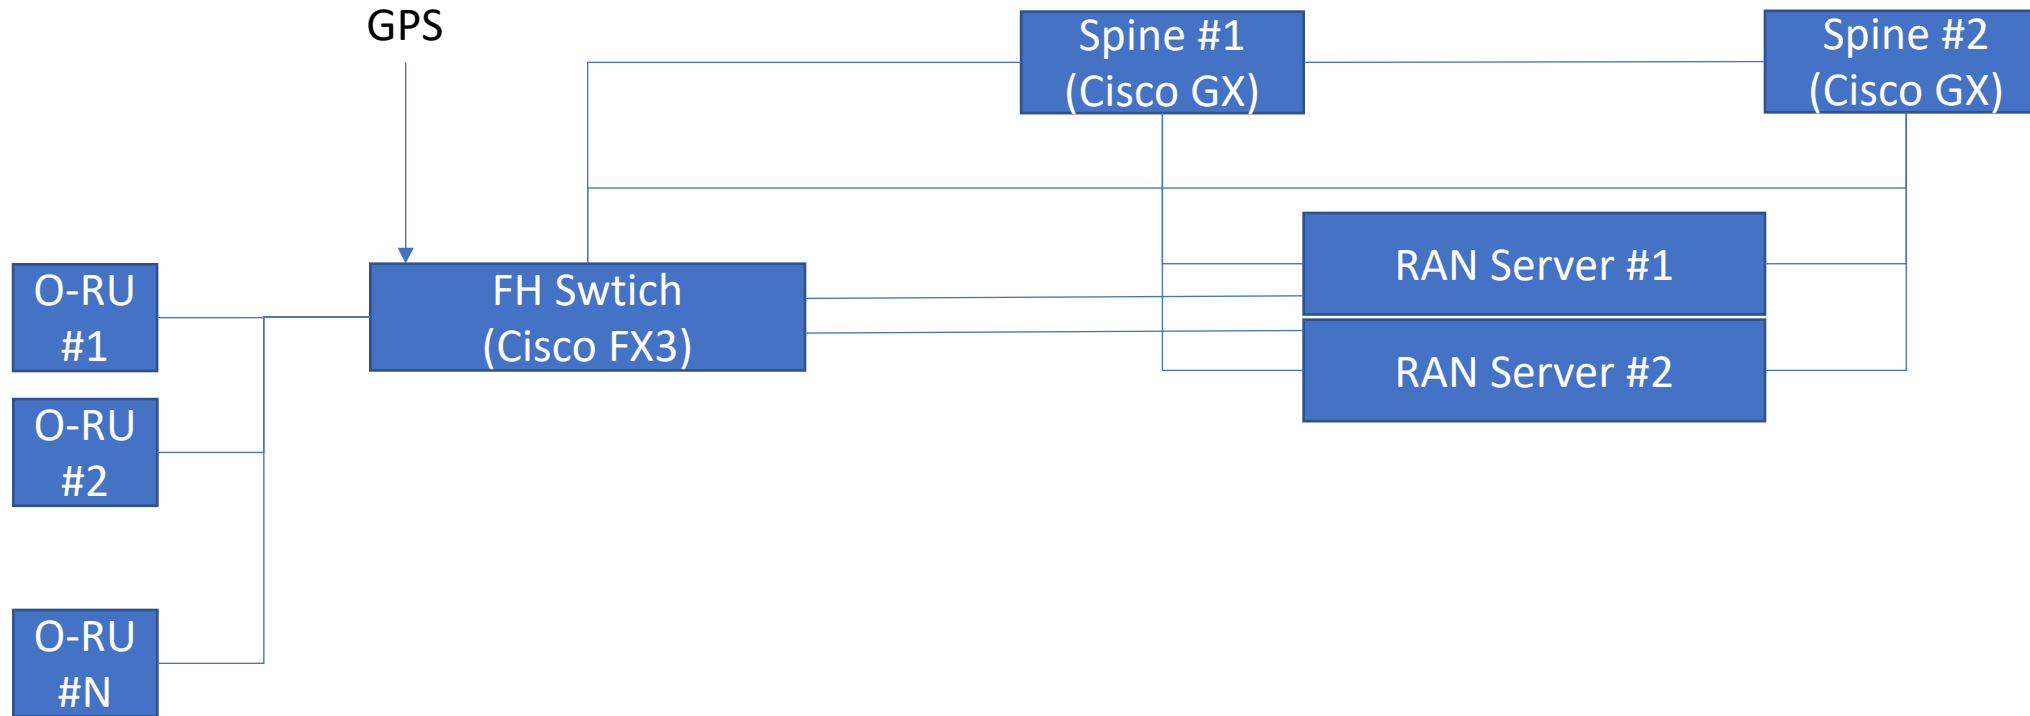 GPS
Spine #1
(Cisco GX)
Spine #2
(Cisco GX)
O-RU
#1
FH Swtich
(Cisco FX3)
RAN Server #1
RAN Server #2
O-RU
#2
O-RU
#N